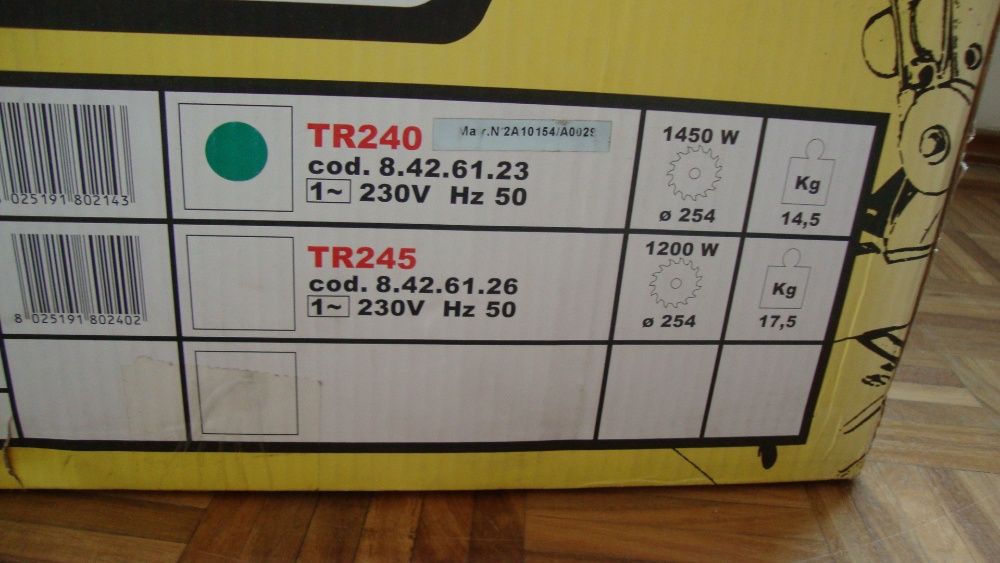 025191 802143
TR240 Matr.N°2A10154/A0029
cod. 8.42.61.23
1~ 230V Hz 50
1450 W
ø 254
Kg
14,5
8 025191 802402
TR245
cod. 8.42.61.26
1~ 230V Hz 50
1200 W
ø 254
Kg
17,5